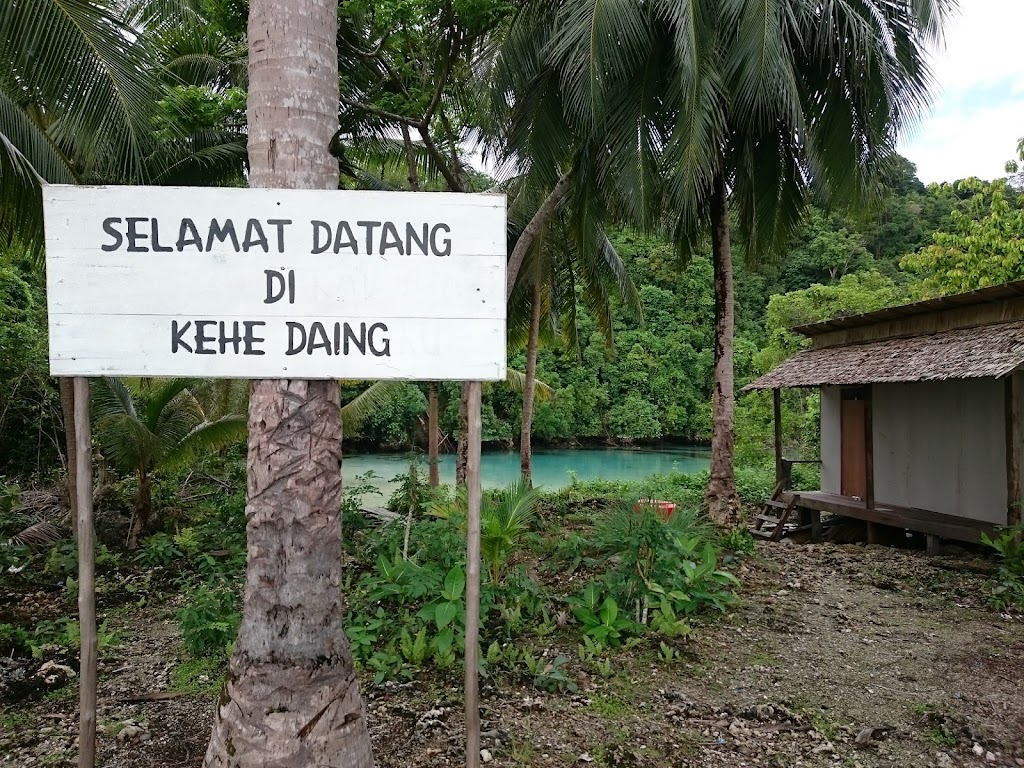 SELAMAT DATANG
DI
KEHE DAING